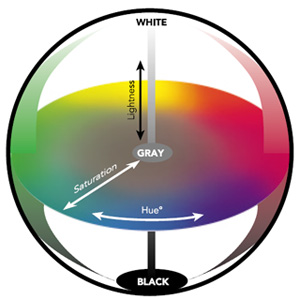 WHITE
Lightness
GRAY
Saturation
Hue°
BLACK